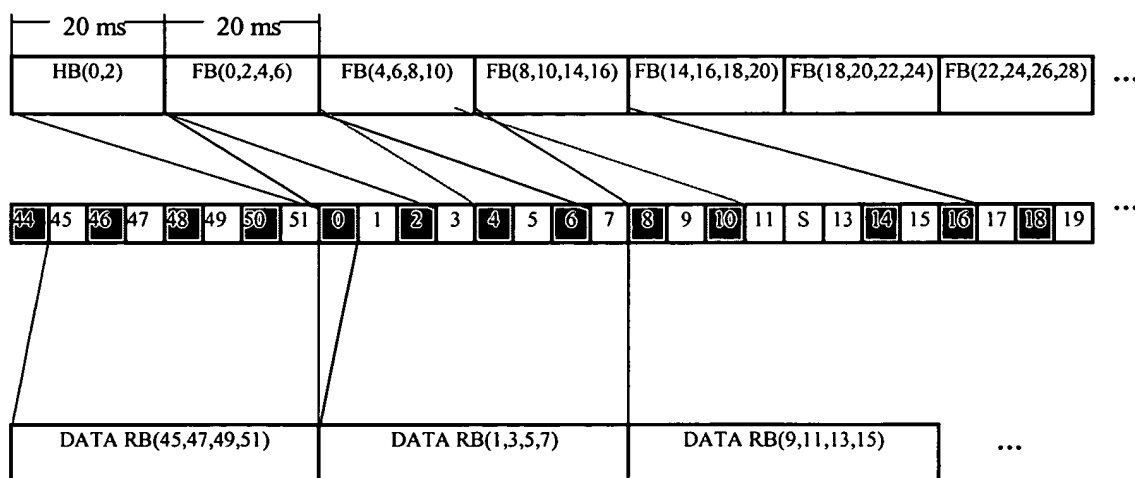 20 ms 20 ms
HB(0,2) FB(0,2,4,6) FB(4,6,8,10) FB(8,10,14,16) FB(14,16,18,20) FB(18,20,22,24) FB(22,24,26,28) ...
44 45 46 47 48 49 50 51 0 1 2 3 4 5 6 7 8 9 10 11 S 13 14 15 16 17 18 19 ...
DATA RB(45,47,49,51) DATA RB(1,3,5,7) DATA RB(9,11,13,15) ...